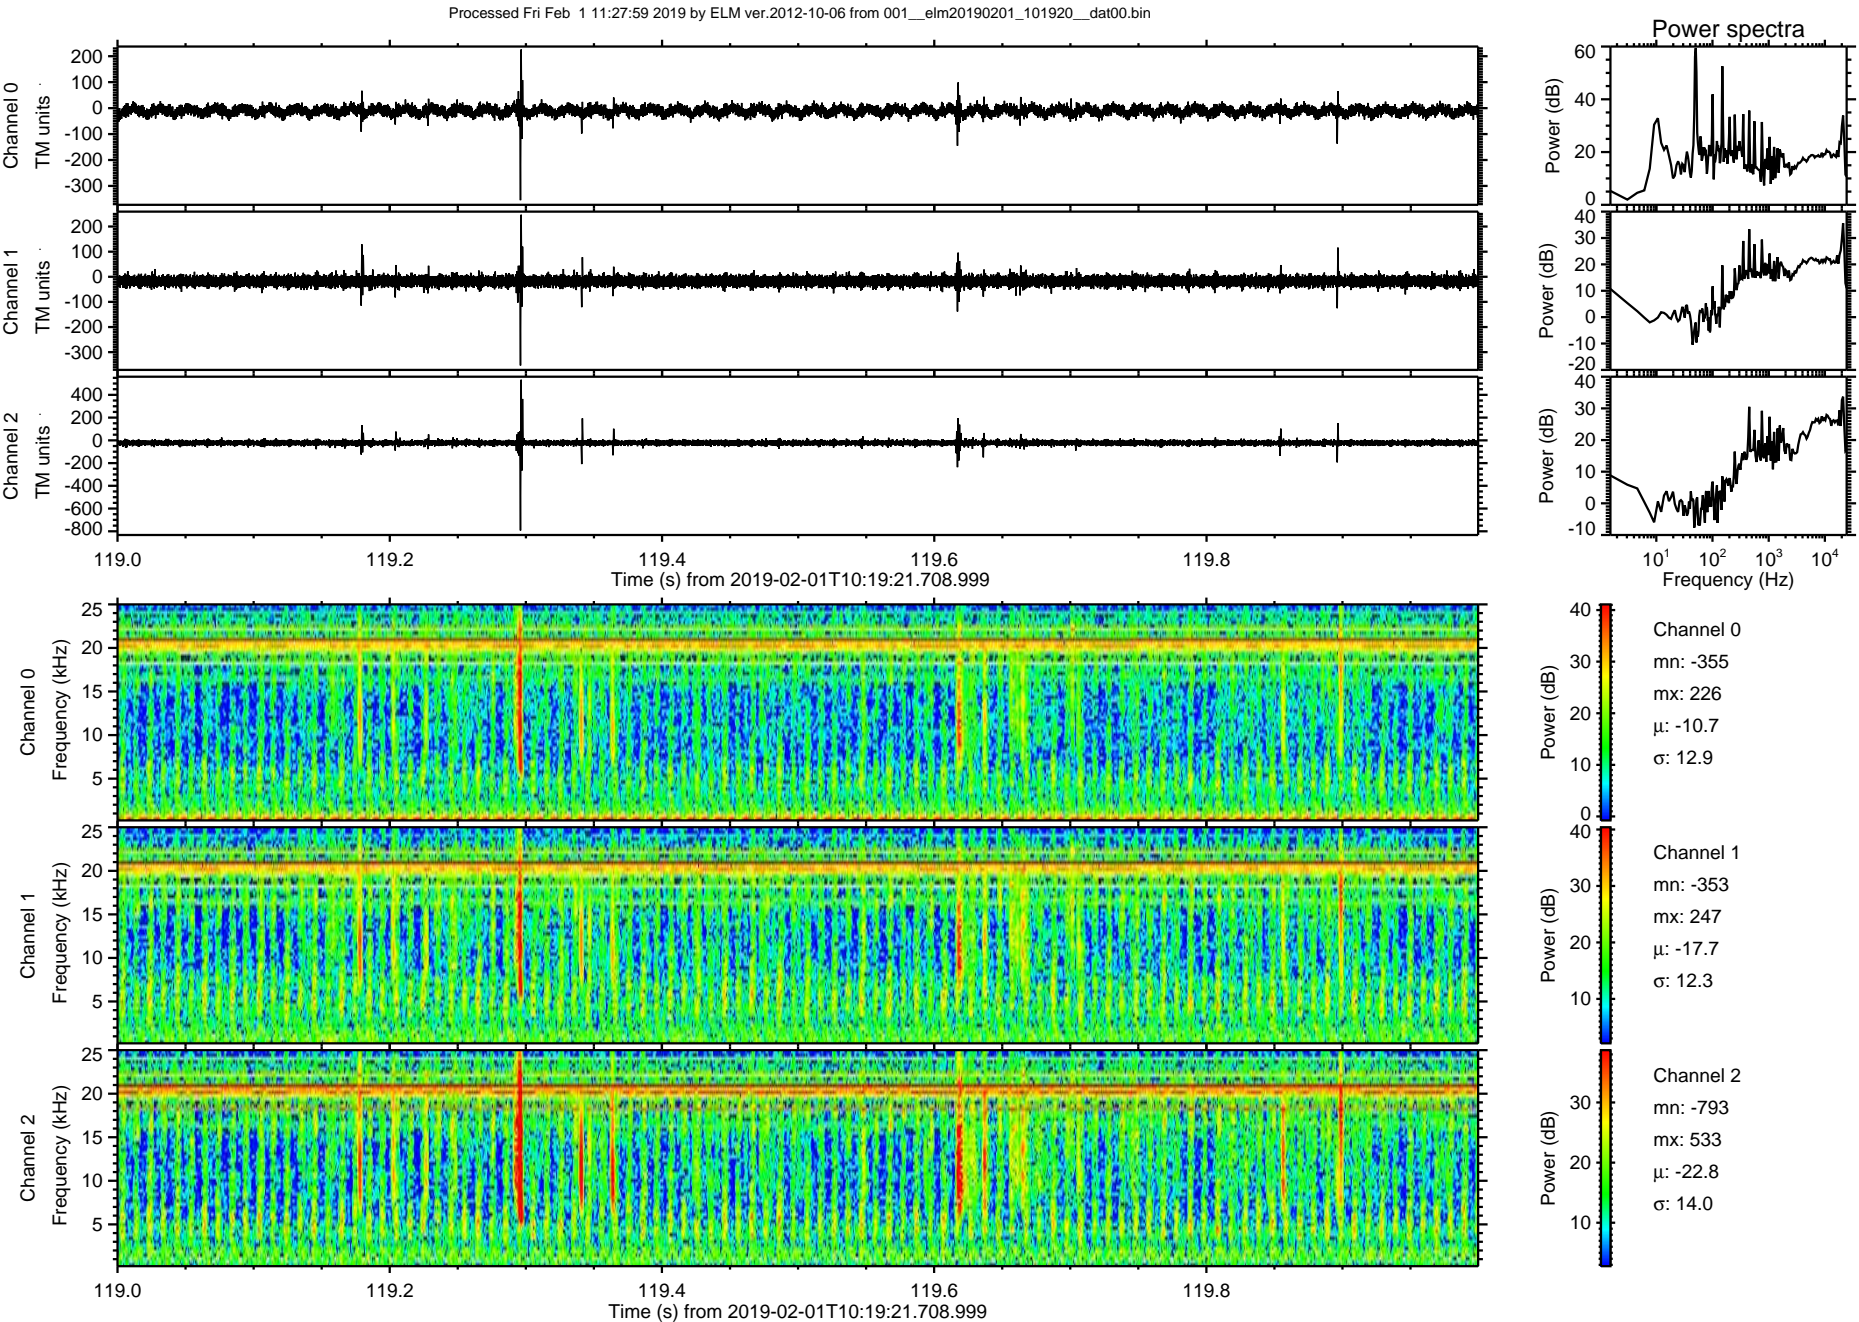 Processed Fri Feb  1 11:27:59 2019 by ELM ver.2012-10-06 from 001__elm20190201_101920__dat00.bin
Power spectra
Channel 0
TM units
200
100
0
-100
-200
-300
Power (dB)
60
40
20
0
Channel 1
TM units
200
100
0
-100
-200
-300
Power (dB)
40
30
20
10
0
-10
-20
Channel 2
TM units
400
200
0
-200
-400
-600
-800
Power (dB)
40
30
20
10
0
-10
119.0 119.2 119.4 119.6 119.8
Time (s) from 2019-02-01T10:19:21.708.999
10^1 10^2 10^3 10^4
Frequency (Hz)
Channel 0
Frequency (kHz)
25
20
15
10
5
Power (dB)
40
30
20
10
0
Channel 0
mn: -355
mx: 226
μ: -10.7
σ: 12.9
Channel 1
Frequency (kHz)
25
20
15
10
5
Power (dB)
40
30
20
10
Channel 1
mn: -353
mx: 247
μ: -17.7
σ: 12.3
Channel 2
Frequency (kHz)
25
20
15
10
5
Power (dB)
30
20
10
Channel 2
mn: -793
mx: 533
μ: -22.8
σ: 14.0
119.0 119.2 119.4 119.6 119.8
Time (s) from 2019-02-01T10:19:21.708.999